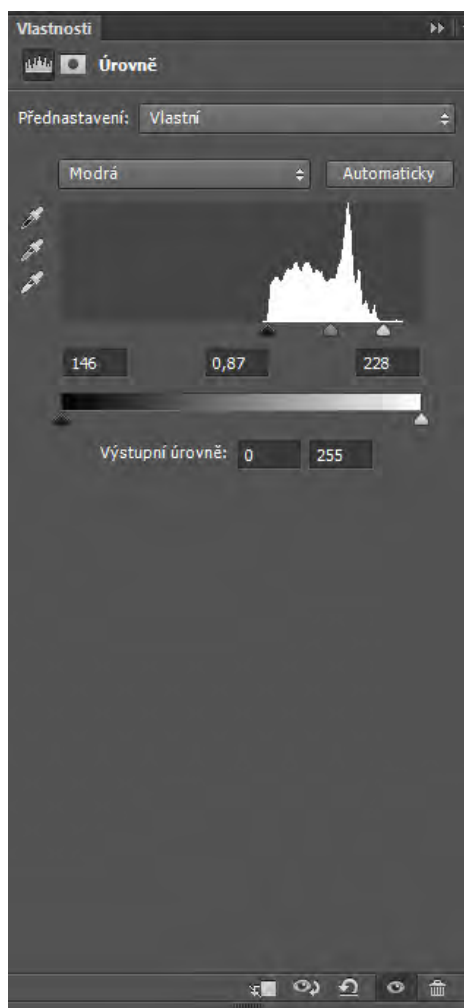 Vlastnosti
Úrovně
Přednastavení: Vlastní
Modrá Automaticky
146 0,87 228
Výstupní úrovně: 0 255